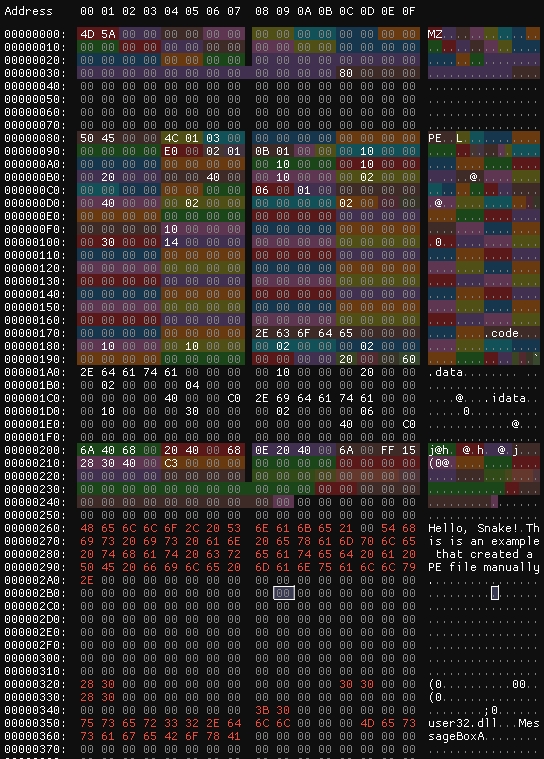 Address    00 01 02 03 04 05 06 07 08 09 0A 0B 0C 0D 0E 0F
00000000: 4D 5A 00 00 00 00 00 00 00 00 00 00 00 00 00 00 MZ..............
00000010: 00 00 00 00 00 00 00 00 00 00 00 00 00 00 00 00 ................
00000020: 00 00 00 00 00 00 00 00 00 00 00 00 00 00 00 00 ................
00000030: 00 00 00 00 00 00 00 00 00 00 00 00 80 00 00 00 ................
00000040: 00 00 00 00 00 00 00 00 00 00 00 00 00 00 00 00 ................
00000050: 00 00 00 00 00 00 00 00 00 00 00 00 00 00 00 00 ................
00000060: 00 00 00 00 00 00 00 00 00 00 00 00 00 00 00 00 ................
00000070: 00 00 00 00 00 00 00 00 00 00 00 00 00 00 00 00 ................
00000080: 50 45 00 00 4C 01 03 00 00 00 00 00 00 00 00 00 PE..L...........
00000090: 00 00 00 00 E0 00 02 01 0B 01 00 00 00 10 00 00 ................
000000A0: 00 00 00 00 00 00 00 00 00 10 00 00 00 10 00 00 ................
000000B0: 00 20 00 00 00 00 40 00 00 10 00 00 00 02 00 00 . ....@.........
000000C0: 00 00 00 00 00 00 00 00 06 00 01 00 00 00 00 00 ................
000000D0: 00 40 00 00 00 02 00 00 00 00 00 00 02 00 00 00 .@..............
000000E0: 00 00 00 00 00 00 00 00 00 00 00 00 00 00 00 00 ................
000000F0: 00 00 00 00 10 00 00 00 00 00 00 00 00 00 00 00 ................
00000100: 00 30 00 00 14 00 00 00 00 00 00 00 00 00 00 00 .0..............
00000110: 00 00 00 00 00 00 00 00 00 00 00 00 00 00 00 00 ................
00000120: 00 00 00 00 00 00 00 00 00 00 00 00 00 00 00 00 ................
00000130: 00 00 00 00 00 00 00 00 00 00 00 00 00 00 00 00 ................
00000140: 00 00 00 00 00 00 00 00 00 00 00 00 00 00 00 00 ................
00000150: 00 00 00 00 00 00 00 00 00 00 00 00 00 00 00 00 ................
00000160: 00 00 00 00 00 00 00 00 00 00 00 00 00 00 00 00 ................
00000170: 00 00 00 00 00 00 00 00 2E 63 6F 64 65 00 00 00 .........code...
00000180: 00 10 00 00 00 10 00 00 00 02 00 00 00 02 00 00 ................
00000190: 00 00 00 00 00 00 00 00 00 00 00 00 20 00 00 60 ............ ..`
000001A0: 2E 64 61 74 61 00 00 00 00 10 00 00 00 20 00 00 .data........ ..
000001B0: 00 02 00 00 00 04 00 00 00 00 00 00 00 00 00 00 ................
000001C0: 00 00 00 00 40 00 00 C0 2E 69 64 61 74 61 00 00 ....@....idata..
000001D0: 00 10 00 00 00 30 00 00 00 02 00 00 00 06 00 00 .....0..........
000001E0: 00 00 00 00 00 00 00 00 00 00 00 00 40 00 00 C0 ............@...
000001F0: 00 00 00 00 00 00 00 00 00 00 00 00 00 00 00 00 ................
00000200: 6A 40 68 00 20 40 00 68 0E 20 40 00 6A 00 FF 15 j@h. @.h. @.j...
00000210: 28 30 40 00 C3 00 00 00 00 00 00 00 00 00 00 00 (0@.............
00000220: 00 00 00 00 00 00 00 00 00 00 00 00 00 00 00 00 ................
00000230: 00 00 00 00 00 00 00 00 00 00 00 00 00 00 00 00 ................
00000240: 00 00 00 00 00 00 00 00 00 00 00 00 00 00 00 00 ................
00000250: 00 00 00 00 00 00 00 00 00 00 00 00 00 00 00 00 ................
00000260: 48 65 6C 6C 6F 2C 20 53 6E 61 6B 65 21 00 54 68 Hello, Snake!.Th
00000270: 69 73 20 69 73 20 61 6E 20 65 78 61 6D 70 6C 65 is is an example
00000280: 20 74 68 61 74 20 63 72 65 61 74 65 64 20 61 20  that created a 
00000290: 50 45 20 66 69 6C 65 20 6D 61 6E 75 61 6C 6C 79 PE file manually
000002A0: 2E 00 00 00 00 00 00 00 00 00 00 00 00 00 00 00 ................
000002B0: 00 00 00 00 00 00 00 00 00 00 00 00 00 00 00 00 ................
000002C0: 00 00 00 00 00 00 00 00 00 00 00 00 00 00 00 00 ................
000002D0: 00 00 00 00 00 00 00 00 00 00 00 00 00 00 00 00 ................
000002E0: 00 00 00 00 00 00 00 00 00 00 00 00 00 00 00 00 ................
000002F0: 00 00 00 00 00 00 00 00 00 00 00 00 00 00 00 00 ................
00000300: 00 00 00 00 00 00 00 00 00 00 00 00 00 00 00 00 ................
00000310: 00 00 00 00 00 00 00 00 00 00 00 00 00 00 00 00 ................
00000320: 28 30 00 00 00 00 00 00 00 00 00 00 30 30 00 00 (0..........00..
00000330: 28 30 00 00 00 00 00 00 00 00 00 00 00 00 00 00 (0..............
00000340: 00 00 00 00 00 00 00 00 3B 30 00 00 00 00 00 00 ........;0......
00000350: 75 73 65 72 33 32 2E 64 6C 6C 00 00 00 4D 65 73 user32.dll...Mes
00000360: 73 61 67 65 42 6F 78 41 00 00 00 00 00 00 00 00 sageBoxA........
00000370: 00 00 00 00 00 00 00 00 00 00 00 00 00 00 00 00 ................